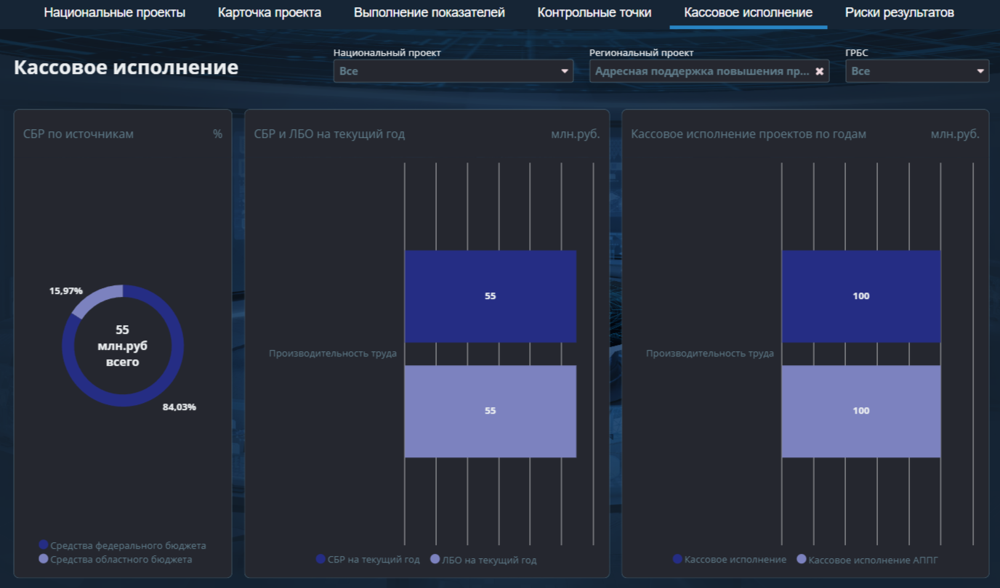 Национальные проекты Карточка проекта Выполнение показателей Контрольные точки Кассовое исполнение Риски результатов
Кассовое исполнение
Национальный проект
Все
Региональный проект
Адресная поддержка повышения пр...
ГРБС
Все
СБР по источникам %
15,97%
55
млн.руб
всего
84,03%
Средства федерального бюджета
Средства областного бюджета
СБР и ЛБО на текущий год млн.руб.
55
Производительность труда
55
СБР на текущий год ЛБО на текущий год
Кассовое исполнение проектов по годам млн.руб.
100
Производительность труда
100
Кассовое исполнение Кассовое исполнение АППГ